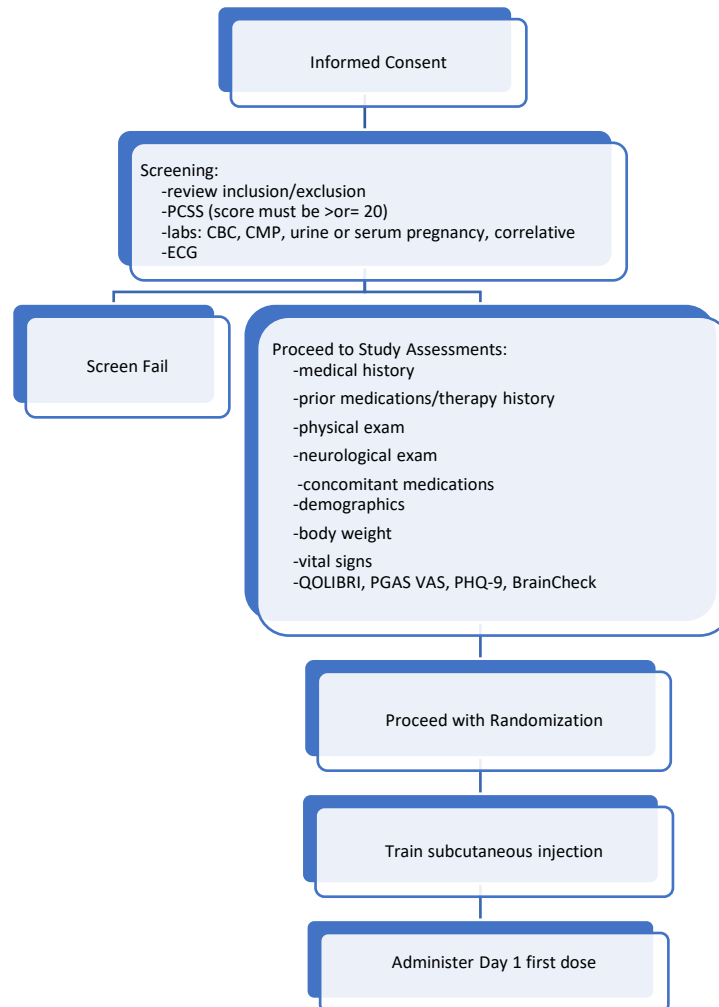 Informed Consent
Screening:
-review inclusion/exclusion
-PCSS (score must be >or= 20)
-labs: CBC, CMP, urine or serum pregnancy, correlative
-ECG
Screen Fail
Proceed to Study Assessments:
-medical history
-prior medications/therapy history
-physical exam
-neurological exam
-concomitant medications
-demographics
-body weight
-vital signs
-QOLIBRI, PGAS VAS, PHQ-9, BrainCheck
Proceed with Randomization
Train subcutaneous injection
Administer Day 1 first dose